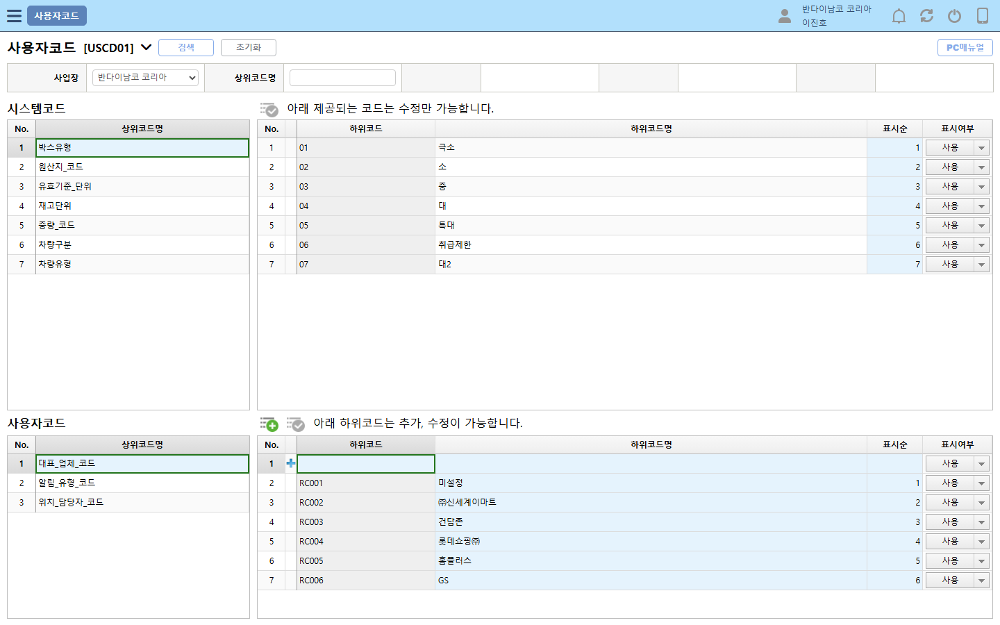 사용자코드
반다이남코 코리아
이진호
사용자코드 [USCD01] 검색 초기화 PC매뉴얼
사업장 반다이남코 코리아 상위코드명
시스템코드
아래 제공되는 코드는 수정만 가능합니다.
No. 상위코드명
1 박스유형
2 원산지_코드
3 유효기준_단위
4 재고단위
5 중량_코드
6 차량구분
7 차량유형
No. 하위코드 하위코드명 표시순 표시여부
1 01 극소 1 사용
2 02 소 2 사용
3 03 중 3 사용
4 04 대 4 사용
5 05 특대 5 사용
6 06 취급제한 6 사용
7 07 대2 7 사용
사용자코드
아래 하위코드는 추가, 수정이 가능합니다.
No. 상위코드명
1 대표_업체_코드
2 알림_유형_코드
3 위치_담당자_코드
No. 하위코드 하위코드명 표시순 표시여부
1 사용
2 RC001 미설정 1 사용
3 RC002 ㈜신세계이마트 2 사용
4 RC003 건담존 3 사용
5 RC004 롯데쇼핑㈜ 4 사용
6 RC005 홈플러스 5 사용
7 RC006 GS 6 사용